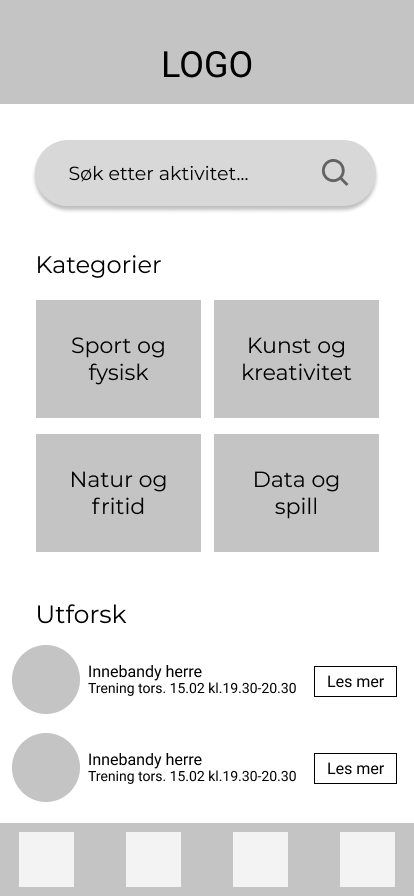 LOGO
Søk etter aktivitet...
Kategorier
Sport og
fysisk
Kunst og
kreativitet
Natur og
fritid
Data og
spill
Utforsk
Innebandy herre
Trening tors. 15.02 kl.19.30-20.30
Les mer
Innebandy herre
Trening tors. 15.02 kl.19.30-20.30
Les mer